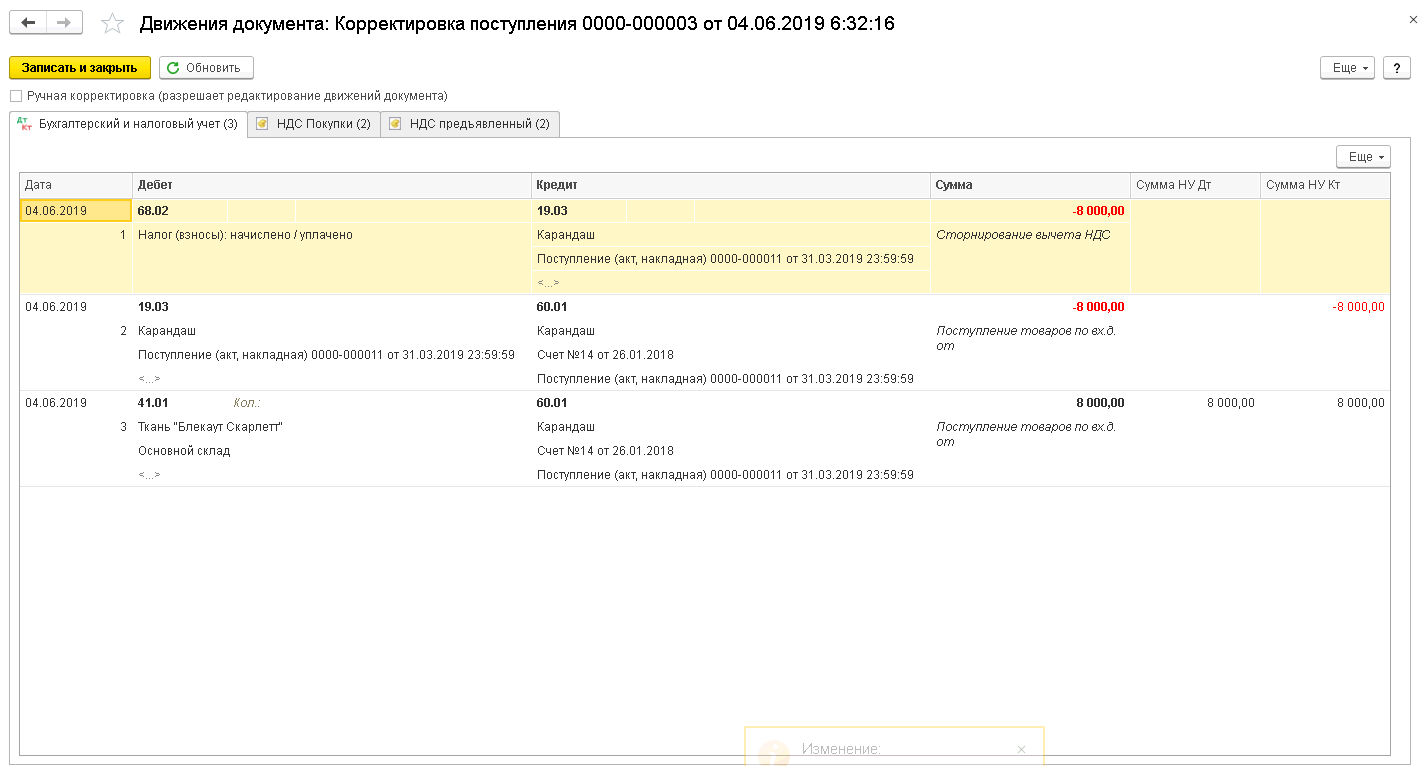 Движения документа: Корректировка поступления 0000-000003 от 04.06.2019 6:32:16
×
Записать и закрыть Обновить Еще ?
Ручная корректировка (разрешает редактирование движений документа)
Дт Кт Бухгалтерский и налоговый учет (3) НДС Покупки (2) НДС предъявленный (2)
Еще
Дата Дебет Кредит Сумма Сумма НУ Дт Сумма НУ Кт
04.06.2019 68.02 19.03 -8 000,00
1 Налог (взносы): начислено / уплачено Карандаш Сторнирование вычета НДС
Поступление (акт, накладная) 0000-000011 от 31.03.2019 23:59:59
<...>
04.06.2019 19.03 60.01 -8 000,00 -8 000,00
2 Карандаш Карандаш Поступление товаров по вх.д.
от
Поступление (акт, накладная) 0000-000011 от 31.03.2019 23:59:59 Счет №14 от 26.01.2018
<...> Поступление (акт, накладная) 0000-000011 от 31.03.2019 23:59:59
04.06.2019 41.01 Кол.: 60.01 8 000,00 8 000,00 8 000,00
3 Ткань "Блекаут Скарлетт" Карандаш Поступление товаров по вх.д.
от
Основной склад Счет №14 от 26.01.2018
<...> Поступление (акт, накладная) 0000-000011 от 31.03.2019 23:59:59
Изменение: ×